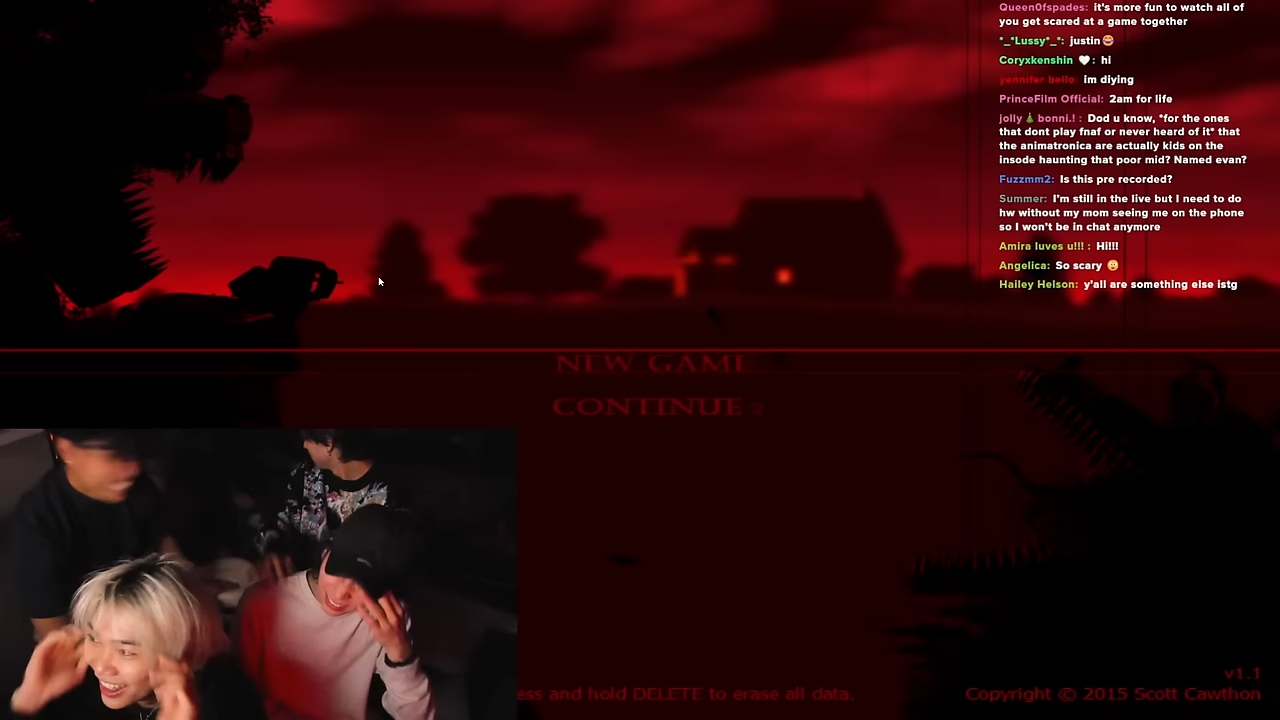 Queen0fspades: it's more fun to watch all of
you get scared at a game together
*_*Lussy*_*: justin😄
Coryxkenshin 🤍: hi
yennifer bello: im diying
PrinceFilm Official: 2am for life
jolly🎄bonni.! : Dod u know, *for the ones
that dont play fnaf or never heard of it* that
the animatronica are actually kids on the
insode haunting that poor mid? Named evan?
Fuzzmm2: Is this pre recorded?
Summer: I'm still in the live but I need to do
hw without my mom seeing me on the phone
so I won't be in chat anymore
Amira luves u!!! : Hi!!!
Angelica: So scary 😳
Hailey Helson: y'all are something else istg
NEW GAME
CONTINUE 2
ess and hold DELETE to erase all data.
v1.1
Copyright © 2015 Scott Cawthon